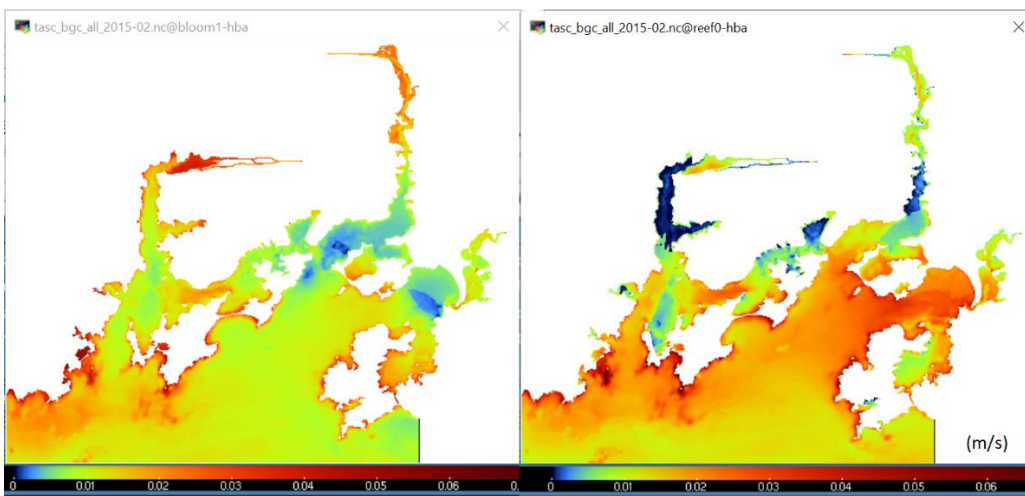 tasc_bgc_all_2015-02.nc@bloom1-hba
tasc_bgc_all_2015-02.nc@reef0-hba
(m/s)
0 0.01 0.02 0.03 0.04 0.05 0.06 0.
0 0.01 0.02 0.03 0.04 0.05 0.06